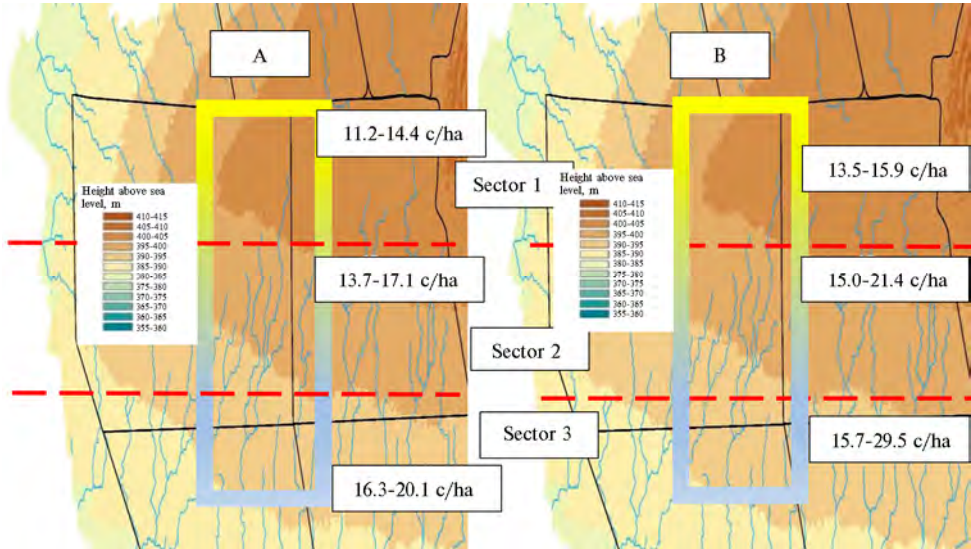 A
11.2-14.4 c/ha
Height above sea
level, m
410-415
405-410
400-405
395-400
390-395
385-390
390-365
375-380
370-375
365-370
360-365
355-360
13.7-17.1 c/ha
16.3-20.1 c/ha
Sector 1
Sector 2
Sector 3
B
13.5-15.9 c/ha
Height above sea
level, m
410-415
405-410
400-405
395-400
390-395
385-390
380-385
375-380
370-375
365-370
360-365
355-360
15.0-21.4 c/ha
15.7-29.5 c/ha